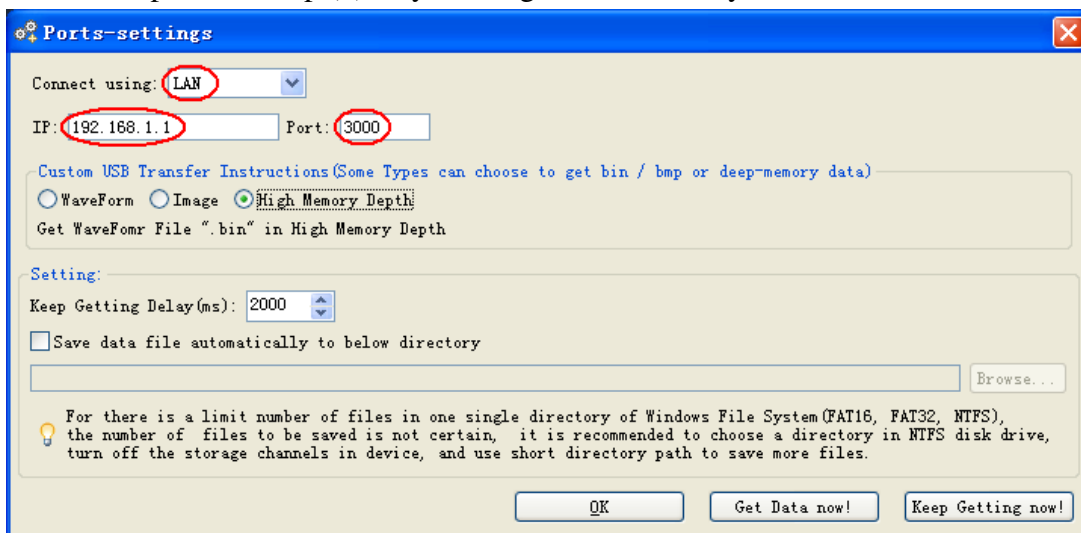 Ports-settings
Connect using: LAN
IP: 192.168.1.1 Port: 3000
Custom USB Transfer Instructions(Some Types can choose to get bin / bmp or deep-memory data)
WaveForm Image High Memory Depth
Get WaveFomr File ".bin" in High Memory Depth
Setting:
Keep Getting Delay(ms): 2000
Save data file automatically to below directory
Browse...
For there is a limit number of files in one single directory of Windows File System(FAT16, FAT32, NTFS),
the number of files to be saved is not certain, it is recommended to choose a directory in NTFS disk drive,
turn off the storage channels in device, and use short directory path to save more files.
OK Get Data now! Keep Getting now!